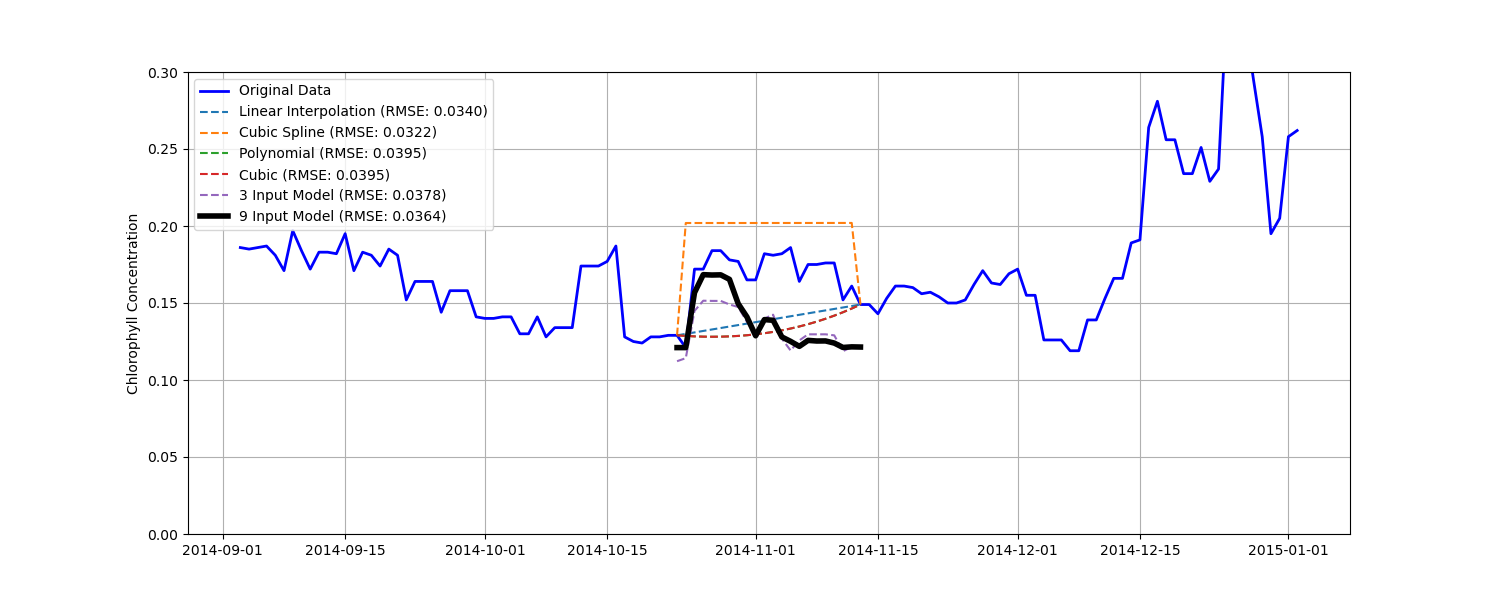 0.30
0.25
0.20
0.15
0.10
0.05
0.00
Chlorophyll Concentration
Original Data
Linear Interpolation (RMSE: 0.0340)
Cubic Spline (RMSE: 0.0322)
Polynomial (RMSE: 0.0395)
Cubic (RMSE: 0.0395)
3 Input Model (RMSE: 0.0378)
9 Input Model (RMSE: 0.0364)
2014-09-01 2014-09-15 2014-10-01 2014-10-15 2014-11-01 2014-11-15 2014-12-01 2014-12-15 2015-01-01